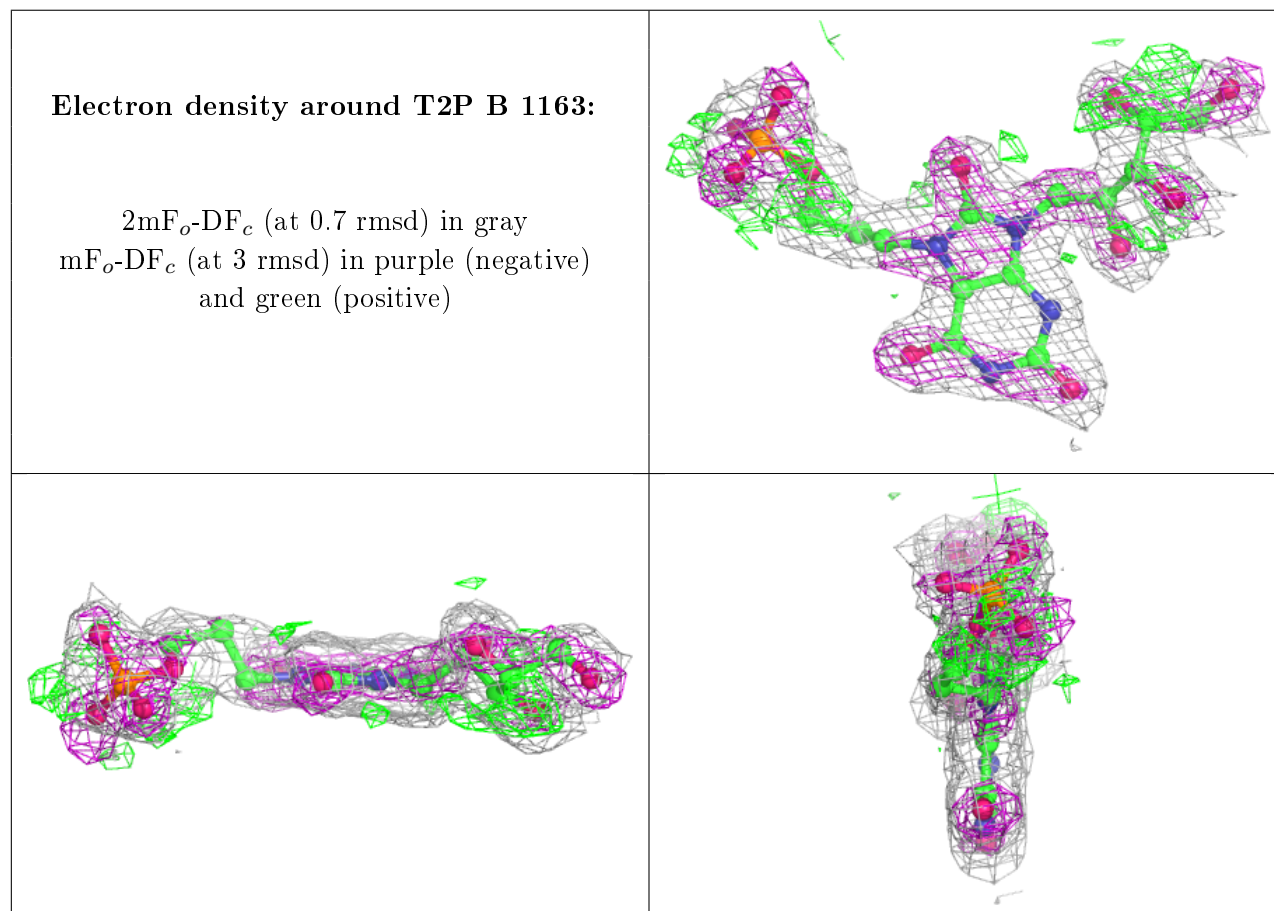 Electron density around T2P B 1163:
2mFo-DFc (at 0.7 rmsd) in gray
mFo-DFc (at 3 rmsd) in purple (negative)
and green (positive)